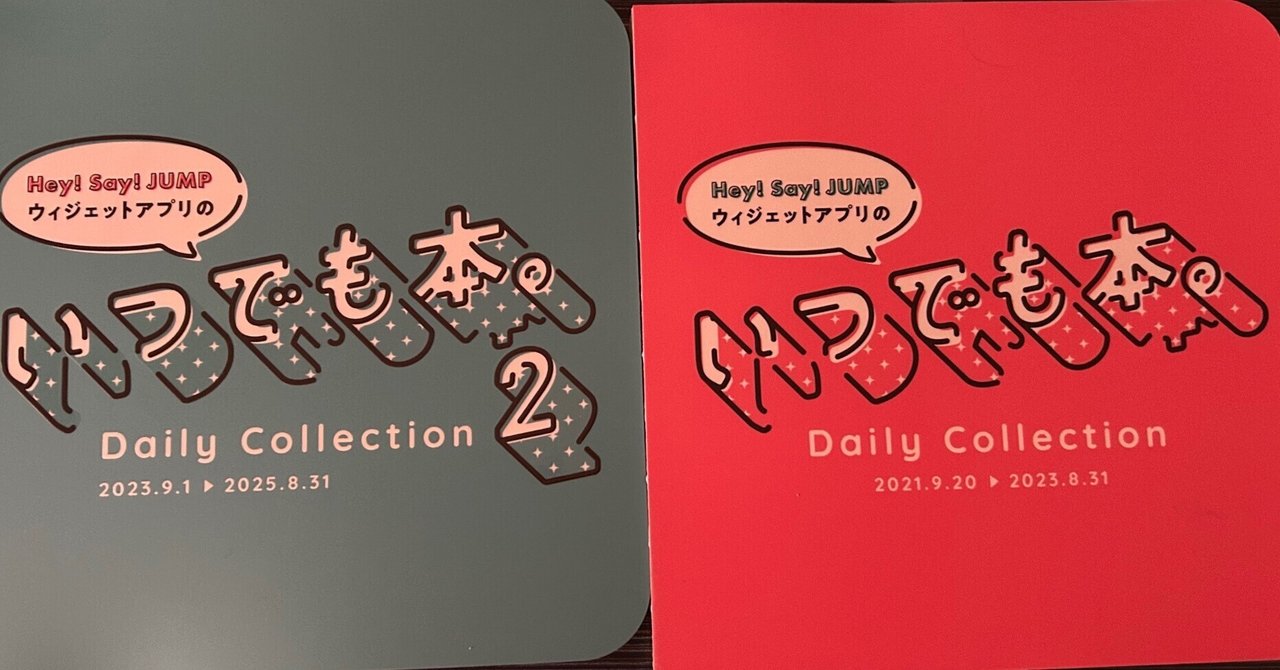 Hey! Say! JUMP
ウィジェットアプリの
いつでも本。
2
Daily Collection
2023.9.1 ▶ 2025.8.31
Hey! Say! JUMP
ウィジェットアプリの
いつでも本。
Daily Collection
2021.9.20 ▶ 2023.8.31